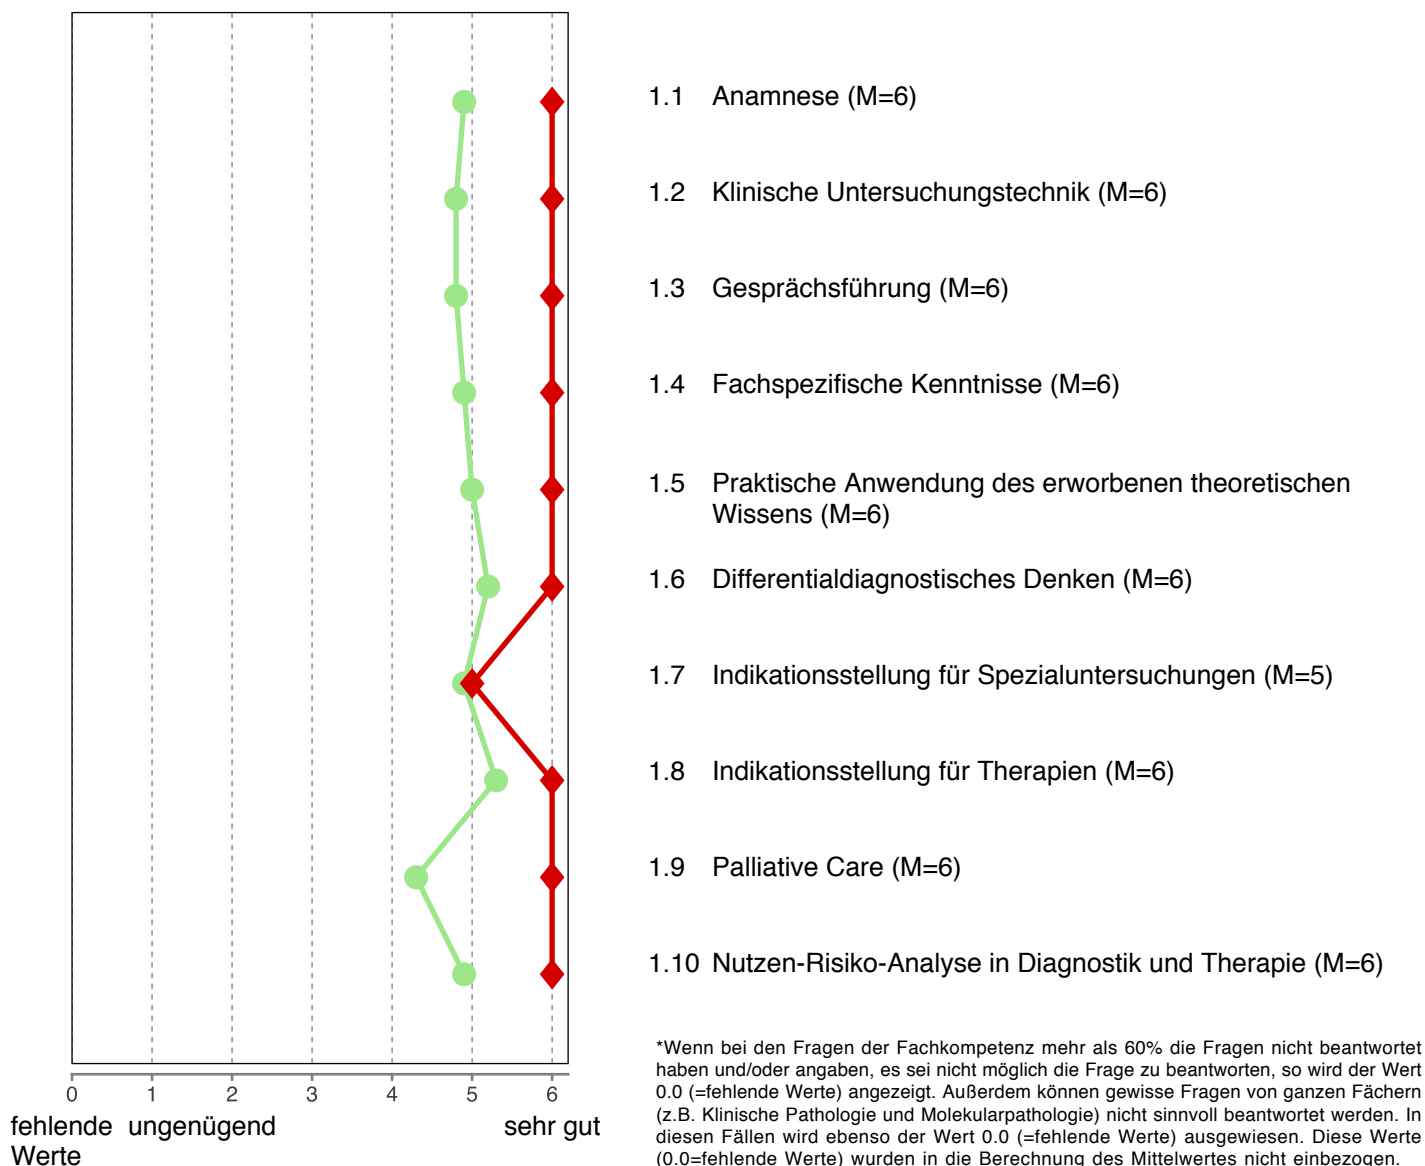 1.1 Anamnese (M=6)
1.2 Klinische Untersuchungstechnik (M=6)
1.3 Gesprächsführung (M=6)
1.4 Fachspezifische Kenntnisse (M=6)
1.5 Praktische Anwendung des erworbenen theoretischen
Wissens (M=6)
1.6 Differentialdiagnostisches Denken (M=6)
1.7 Indikationsstellung für Spezialuntersuchungen (M=5)
1.8 Indikationsstellung für Therapien (M=6)
1.9 Palliative Care (M=6)
1.10 Nutzen-Risiko-Analyse in Diagnostik und Therapie (M=6)
0 1 2 3 4 5 6
fehlende ungenügend sehr gut
Werte
*Wenn bei den Fragen der Fachkompetenz mehr als 60% die Fragen nicht beantwortet
haben und/oder angaben, es sei nicht möglich die Frage zu beantworten, so wird der Wert
0.0 (=fehlende Werte) angezeigt. Außerdem können gewisse Fragen von ganzen Fächern
(z.B. Klinische Pathologie und Molekularpathologie) nicht sinnvoll beantwortet werden. In
diesen Fällen wird ebenso der Wert 0.0 (=fehlende Werte) ausgewiesen. Diese Werte
(0.0=fehlende Werte) wurden in die Berechnung des Mittelwertes nicht einbezogen.